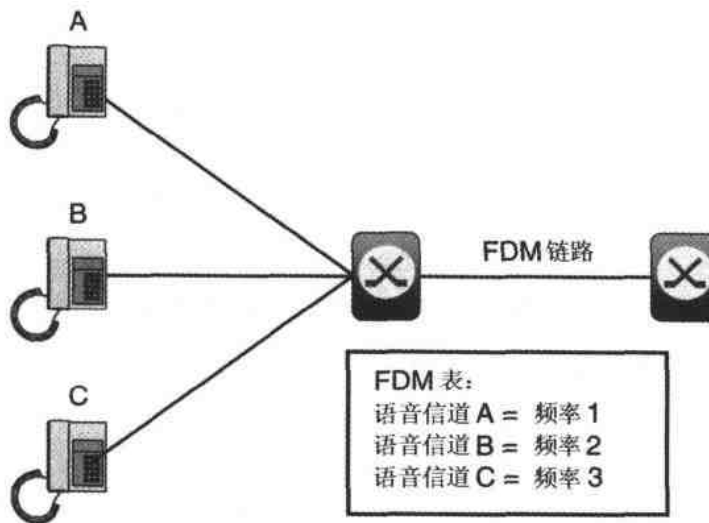 A
B
FDM 链路
C
FDM 表:
语音信道 A = 频率 1
语音信道 B = 频率 2
语音信道 C = 频率 3